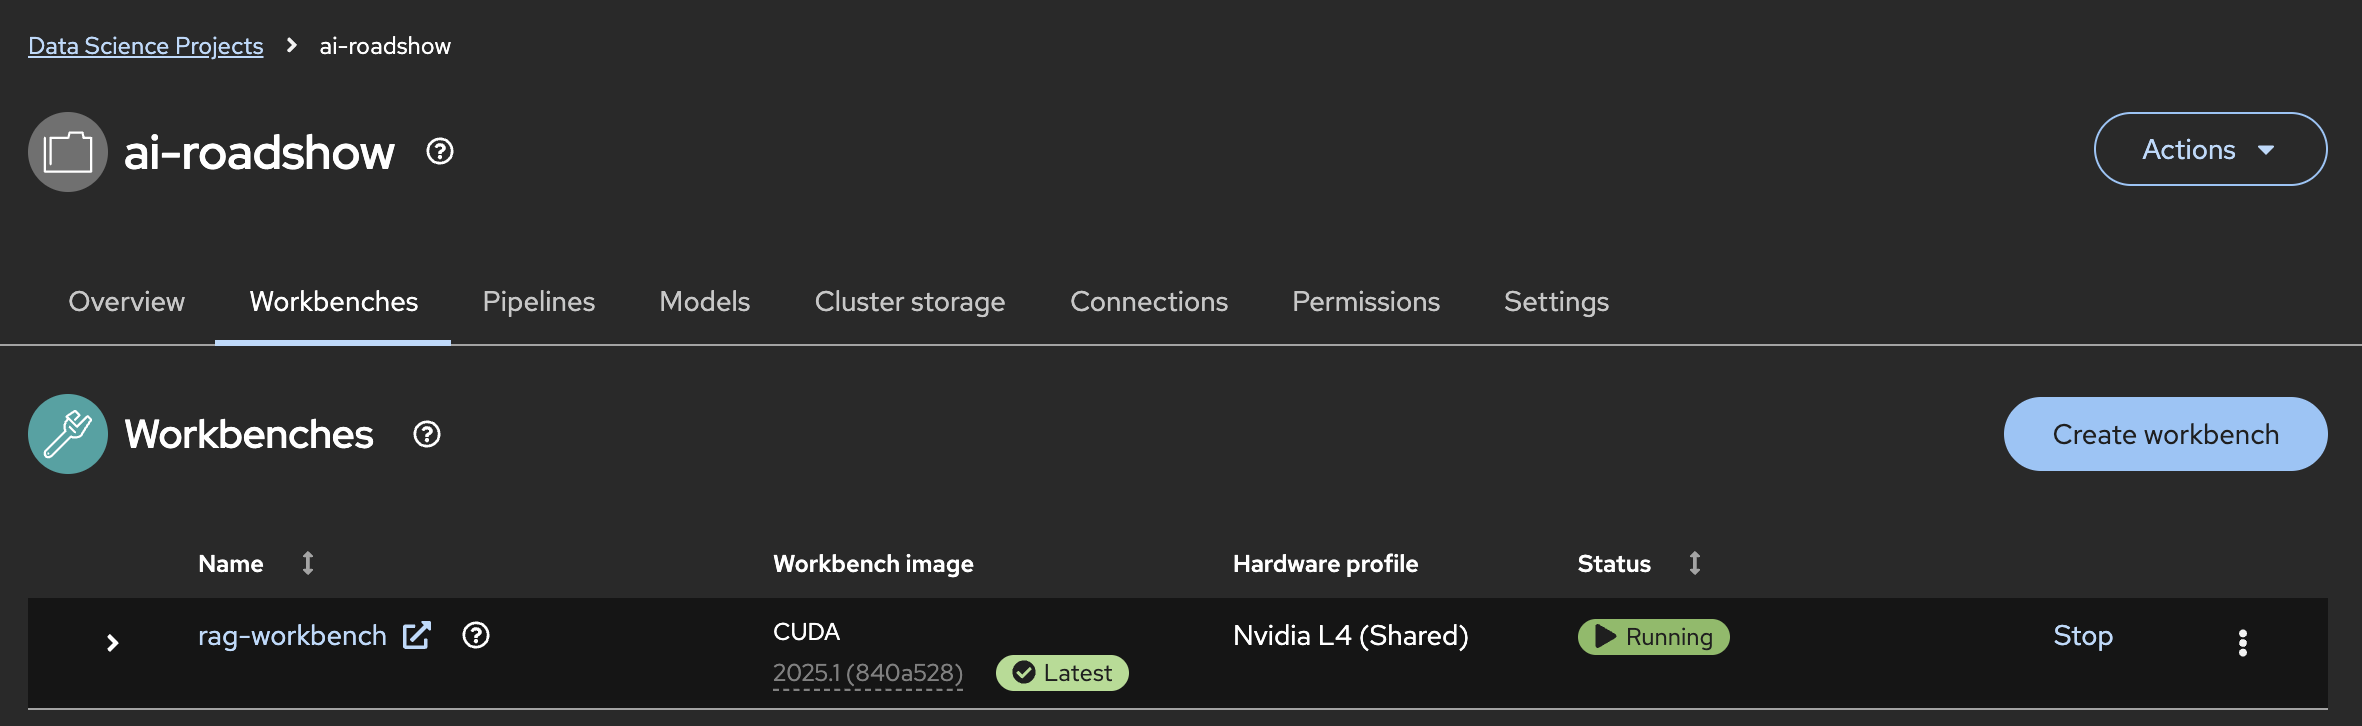 Data Science Projects > ai-roadshow
ai-roadshow
Actions
Overview Workbenches Pipelines Models Cluster storage Connections Permissions Settings
Workbenches
Create workbench
Name Workbench image Hardware profile Status
rag-workbench CUDA Nvidia L4 (Shared) Running Stop
2025.1 (840a528) Latest